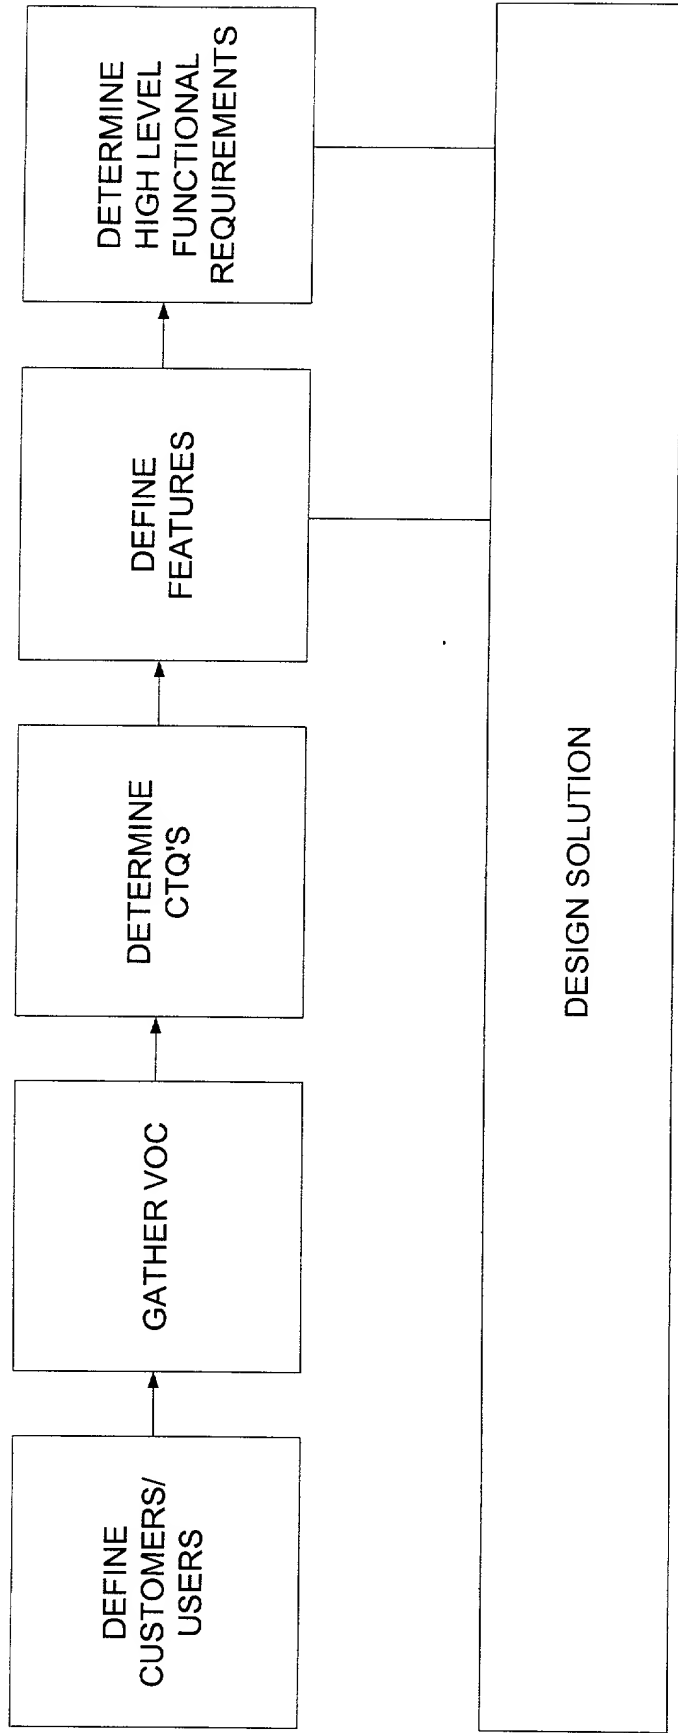 DEFINE
CUSTOMERS/
USERS
GATHER VOC
DETERMINE
CTQ'S
DEFINE
FEATURES
DETERMINE
HIGH LEVEL
FUNCTIONAL
REQUIREMENTS
DESIGN SOLUTION